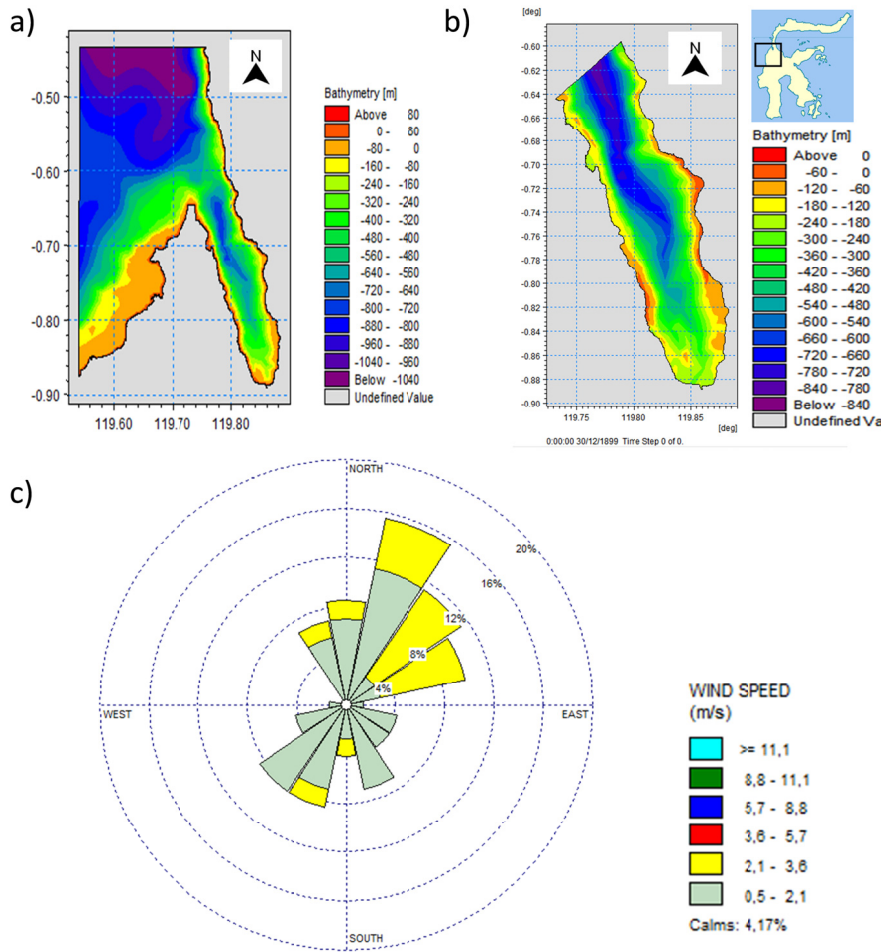 a)
N
-0.50
-0.60
-0.70
-0.80
-0.90
119.60 119.70 119.80
Bathymetry [m]
Above 80
0 - 80
-80 - 0
-160 - -80
-240 - -160
-320 - -240
-400 - -320
-480 - -400
-560 - -480
-640 - -560
-720 - -640
-800 - -720
-880 - -800
-960 - -880
-1040 - -960
Below -1040
Undefined Value
b)
[deg]
N
-0.60
-0.62
-0.64
-0.66
-0.68
-0.70
-0.72
-0.74
-0.76
-0.78
-0.80
-0.82
-0.84
-0.86
-0.88
-0.90
119.75 11980 119.85
[deg]
0:00:00 30/12/1899 Time Step 0 of 0.
Bathymetry [m]
Above 0
-60 - 0
-120 - -60
-180 - -120
-240 - -180
-300 - -240
-360 - -300
-420 - -360
-480 - -420
-540 - -480
-600 - -540
-660 - -600
-720 - -660
-780 - -720
-840 - -780
Below -840
Undefined Va
c)
NORTH
20%
16%
12%
8%
4%
WEST
EAST
SOUTH
WIND SPEED
(m/s)
>= 11,1
8,8 - 11,1
5,7 - 8,8
3,6 - 5,7
2,1 - 3,6
0,5 - 2,1
Calms: 4,17%